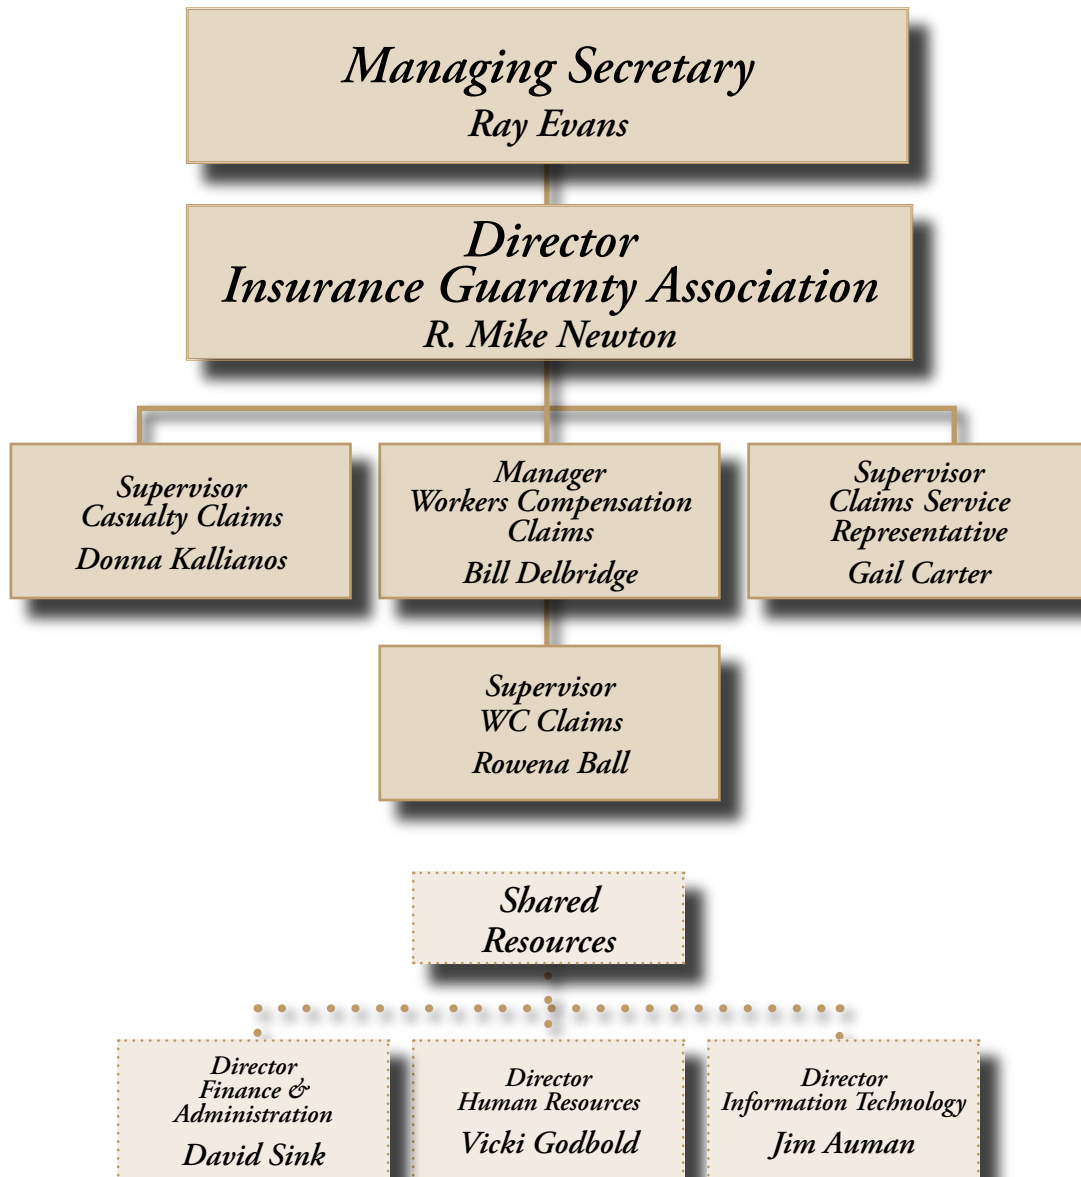 Managing Secretary
Ray Evans
Director
Insurance Guaranty Association
R. Mike Newton
Supervisor
Casualty Claims
Donna Kallianos
Manager
Workers Compensation
Claims
Bill Delbridge
Supervisor
Claims Service
Representative
Gail Carter
Supervisor
WC Claims
Rowena Ball
Shared
Resources
Director
Finance &
Administration
David Sink
Director
Human Resources
Vicki Godbold
Director
Information Technology
Jim Auman